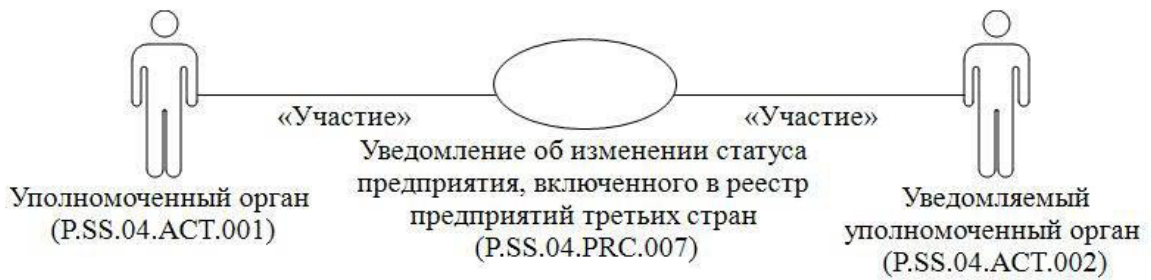 «Участие»
«Участие»
Уведомление об изменении статуса
предприятия, включенного в реестр
предприятий третьих стран
(P.SS.04.PRC.007)
Уполномоченный орган
(P.SS.04.ACT.001)
Уведомляемый
уполномоченный орган
(P.SS.04.ACT.002)